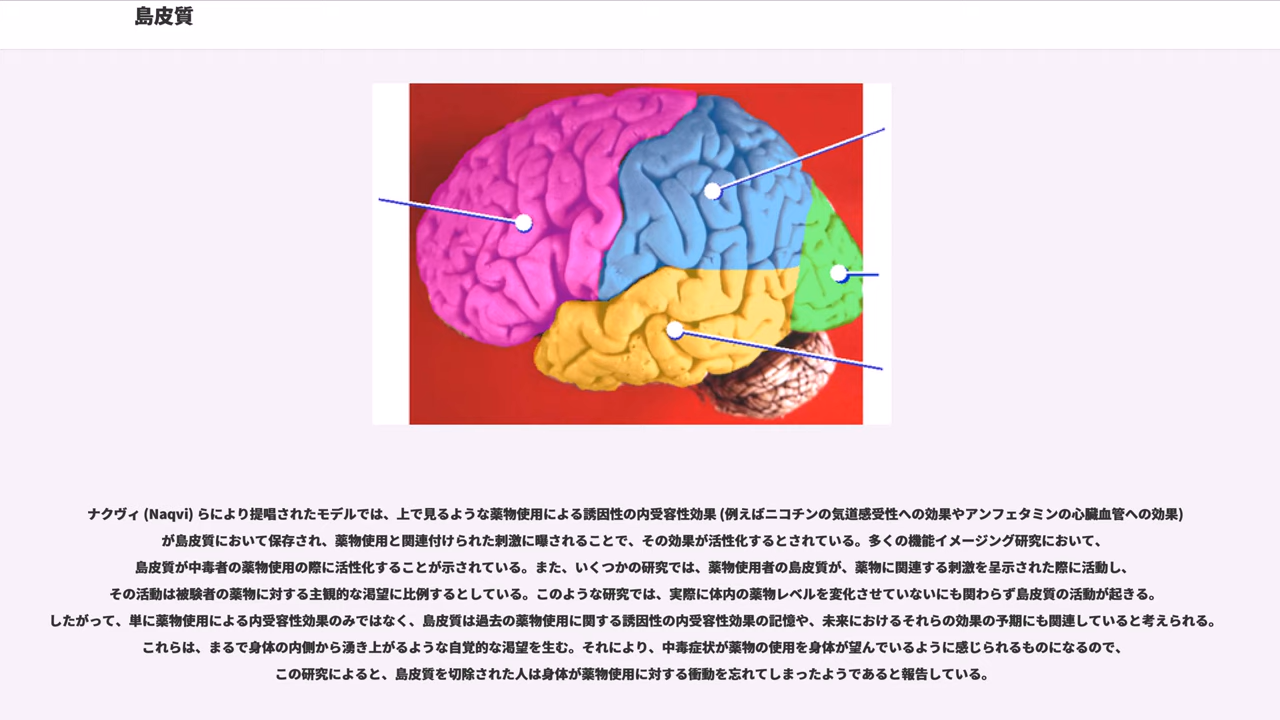 島皮質
ナクヴィ (Naqvi) らにより提唱されたモデルでは、上で見るような薬物使用による誘因性の内受容性効果 (例えばニコチンの気道感受性への効果やアンフェタミンの心臓血管への効果)
が島皮質において保存され、薬物使用と関連付けられた刺激に曝されることで、その効果が活性化するとされている。多くの機能イメージング研究において、
島皮質が中毒者の薬物使用の際に活性化することが示されている。また、いくつかの研究では、薬物使用者の島皮質が、薬物に関連する刺激を呈示された際に活動し、
その活動は被験者の薬物に対する主観的な渇望に比例するとしている。このような研究では、実際に体内の薬物レベルを変化させていないにも関わらず島皮質の活動が起きる。
したがって、単に薬物使用による内受容性効果のみではなく、島皮質は過去の薬物使用に関する誘因性の内受容性効果の記憶や、未来におけるそれらの効果の予期にも関連していると考えられる。
これらは、まるで身体の内側から湧き上がるような自覚的な渇望を生む。それにより、中毒症状が薬物の使用を身体が望んでいるように感じられるものになるので、
この研究によると、島皮質を切除された人は身体が薬物使用に対する衝動を忘れてしまったようであると報告している。